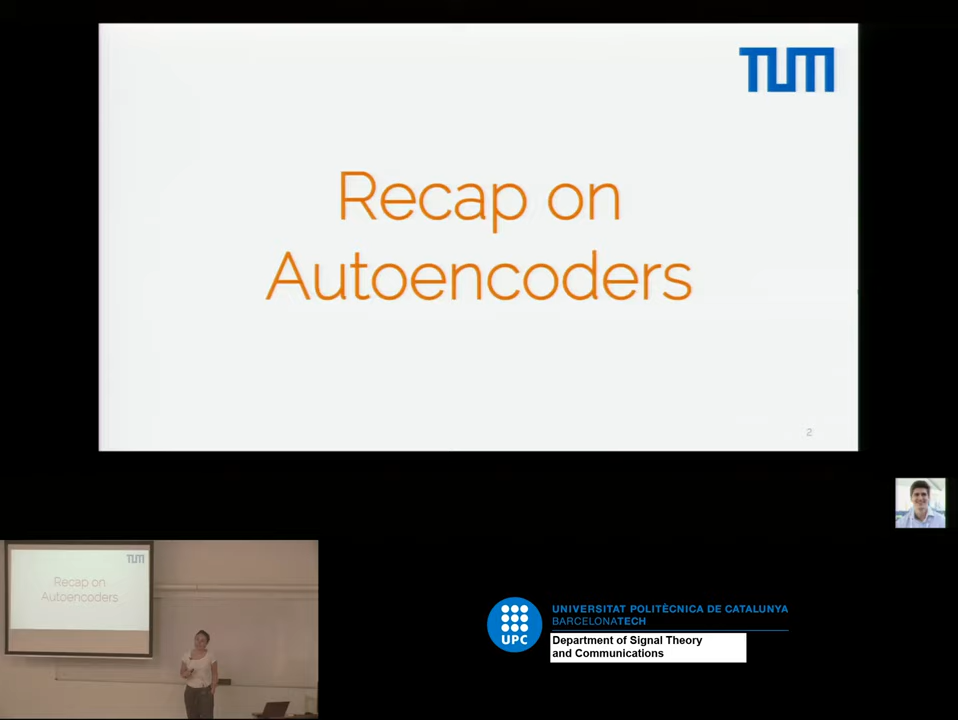 TUM
Recap on
Autoencoders
2
TUM
Recap on
Autoencoders
UPC
UNIVERSITAT POLITÈCNICA DE CATALUNYA
BARCELONATECH
Department of Signal Theory
and Communications